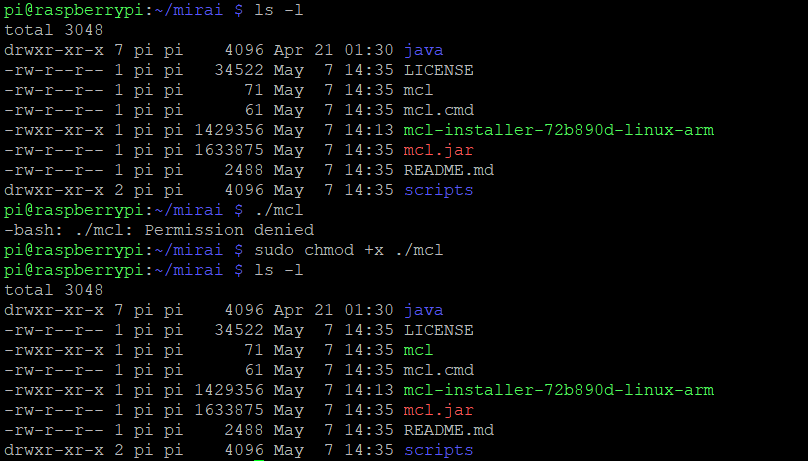 pi@raspberrypi:~/mirai $ ls -l
total 3048
drwxr-xr-x 7 pi pi    4096 Apr 21 01:30 java
-rw-r--r-- 1 pi pi   34522 May  7 14:35 LICENSE
-rw-r--r-- 1 pi pi      71 May  7 14:35 mcl
-rw-r--r-- 1 pi pi      61 May  7 14:35 mcl.cmd
-rwxr-xr-x 1 pi pi 1429356 May  7 14:13 mcl-installer-72b890d-linux-arm
-rw-r--r-- 1 pi pi 1633875 May  7 14:35 mcl.jar
-rw-r--r-- 1 pi pi    2488 May  7 14:35 README.md
drwxr-xr-x 2 pi pi    4096 May  7 14:35 scripts
pi@raspberrypi:~/mirai $ ./mcl
-bash: ./mcl: Permission denied
pi@raspberrypi:~/mirai $ sudo chmod +x ./mcl
pi@raspberrypi:~/mirai $ ls -l
total 3048
drwxr-xr-x 7 pi pi    4096 Apr 21 01:30 java
-rw-r--r-- 1 pi pi   34522 May  7 14:35 LICENSE
-rwxr-xr-x 1 pi pi      71 May  7 14:35 mcl
-rw-r--r-- 1 pi pi      61 May  7 14:35 mcl.cmd
-rwxr-xr-x 1 pi pi 1429356 May  7 14:13 mcl-installer-72b890d-linux-arm
-rw-r--r-- 1 pi pi 1633875 May  7 14:35 mcl.jar
-rw-r--r-- 1 pi pi    2488 May  7 14:35 README.md
drwxr-xr-x 2 pi pi    4096 May  7 14:35 scripts